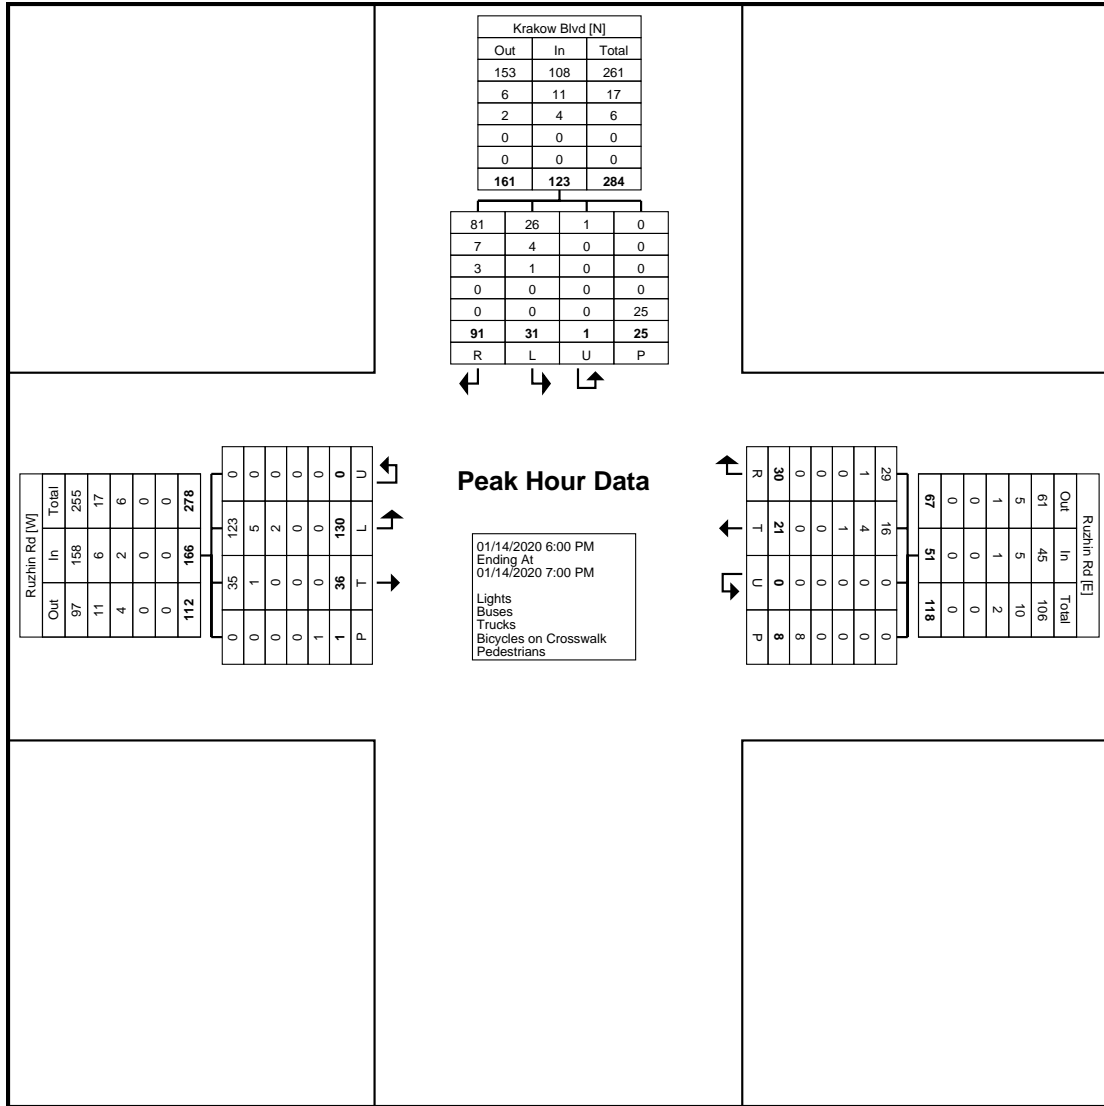 Krakow Blvd [N]
Out In Total
153 108 261
6 11 17
2 4 6
0 0 0
0 0 0
161 123 284
81 26 1 0
7 4 0 0
3 1 0 0
0 0 0 0
0 0 0 25
91 31 1 25
R L U P
Ruzhin Rd [W]
Total 255 17 6 0 0 278
In 158 6 2 0 0 166
Out 97 11 4 0 0 112
0 0 0 0 0 0 U
123 5 2 0 0 130 L
35 1 0 0 0 36 T
0 0 0 0 1 1 P
Peak Hour Data
01/14/2020 6:00 PM
Ending At
01/14/2020 7:00 PM
Lights
Buses
Trucks
Bicycles on Crosswalk
Pedestrians
R 30 0 0 0 1 29
T 21 0 0 1 4 16
U 0 0 0 0 0 0
P 8 8 0 0 0 0
Ruzhin Rd [E]
Out In Total
61 45 106
5 5 10
1 1 2
0 0 0
0 0 0
67 51 118